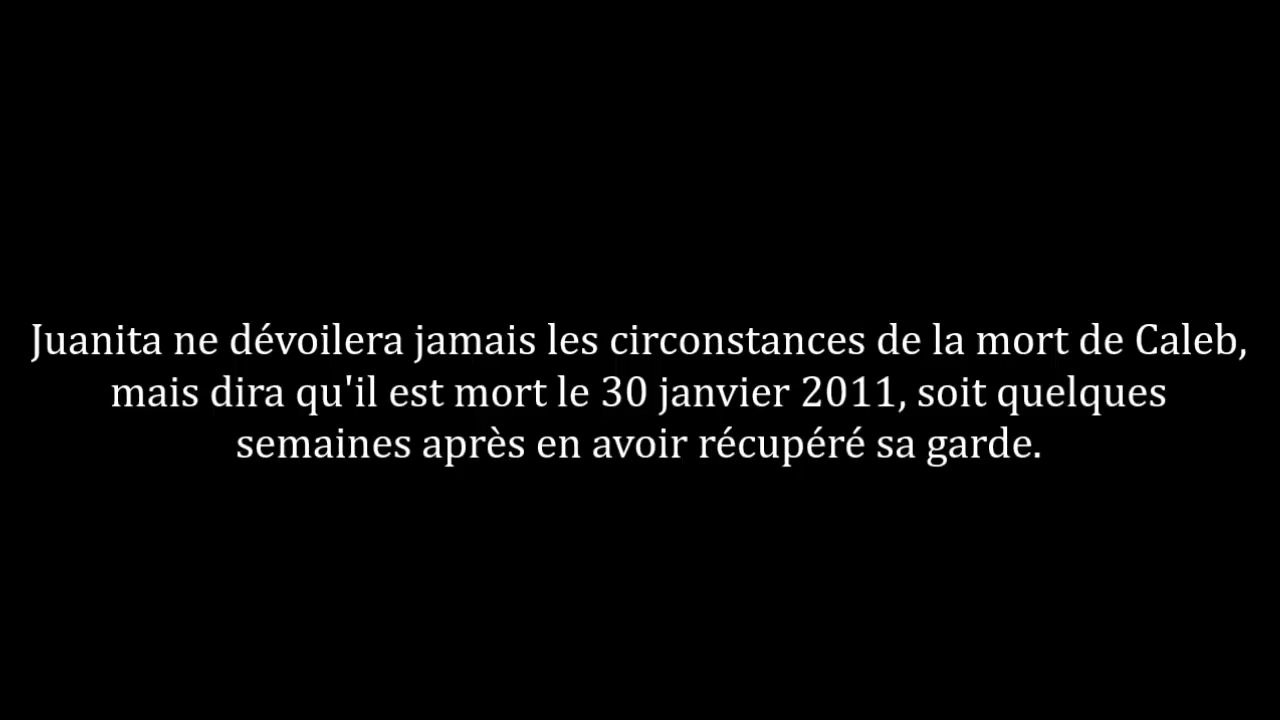 Juanita ne dévoilera jamais les circonstances de la mort de Caleb,
mais dira qu'il est mort le 30 janvier 2011, soit quelques
semaines après en avoir récupéré sa garde.